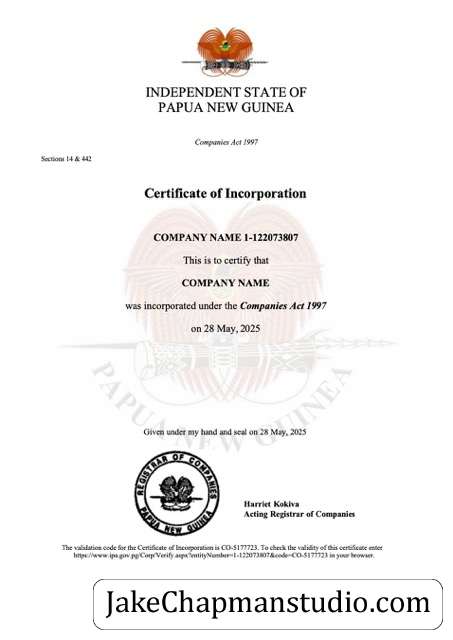 INDEPENDENT STATE OF
PAPUA NEW GUINEA
Companies Act 1997
Sections 14 & 442
Certificate of Incorporation
COMPANY NAME 1-122073807
This is to certify that
COMPANY NAME
was incorporated under the Companies Act 1997
on 28 May, 2025
PAPUA NEW GUINEA
Given under my hand and seal on 28 May, 2025
REGISTRAR OF COMPANIES
PAPUA NEW GUINEA
Harriet Kokiva
Acting Registrar of Companies
The validation code for the Certificate of Incorporation is CO-5177723. To check the validity of this certificate enter
https://www.ipa.gov.pg/Corp/Verify.aspx?entityNumber=1-122073807&code=CO-5177723 in your browser.
JakeChapmanstudio.com